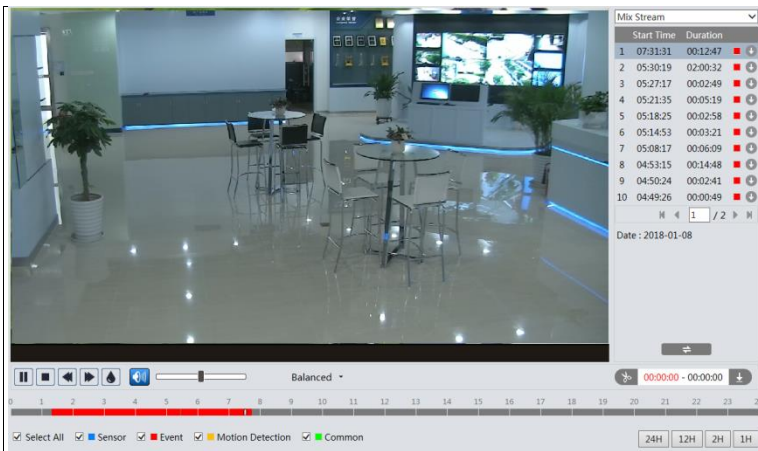 Mix Stream
Start Time Duration
1 07:31:31 00:12:47
2 05:30:19 02:00:32
3 05:27:17 00:02:49
4 05:21:35 00:05:19
5 05:18:25 00:02:58
6 05:14:53 00:03:21
7 05:08:17 00:06:09
8 04:53:15 00:14:48
9 04:50:24 00:02:41
10 04:49:26 00:00:49
1 / 2
Date : 2018-01-08
Balanced
00:00:00 - 00:00:00
0 1 2 3 4 5 6 7 8 9 10 11 12 13 14 15 16 17 18 19 20 21 22 23 2
Select All Sensor Event Motion Detection Common
24H 12H 2H 1H